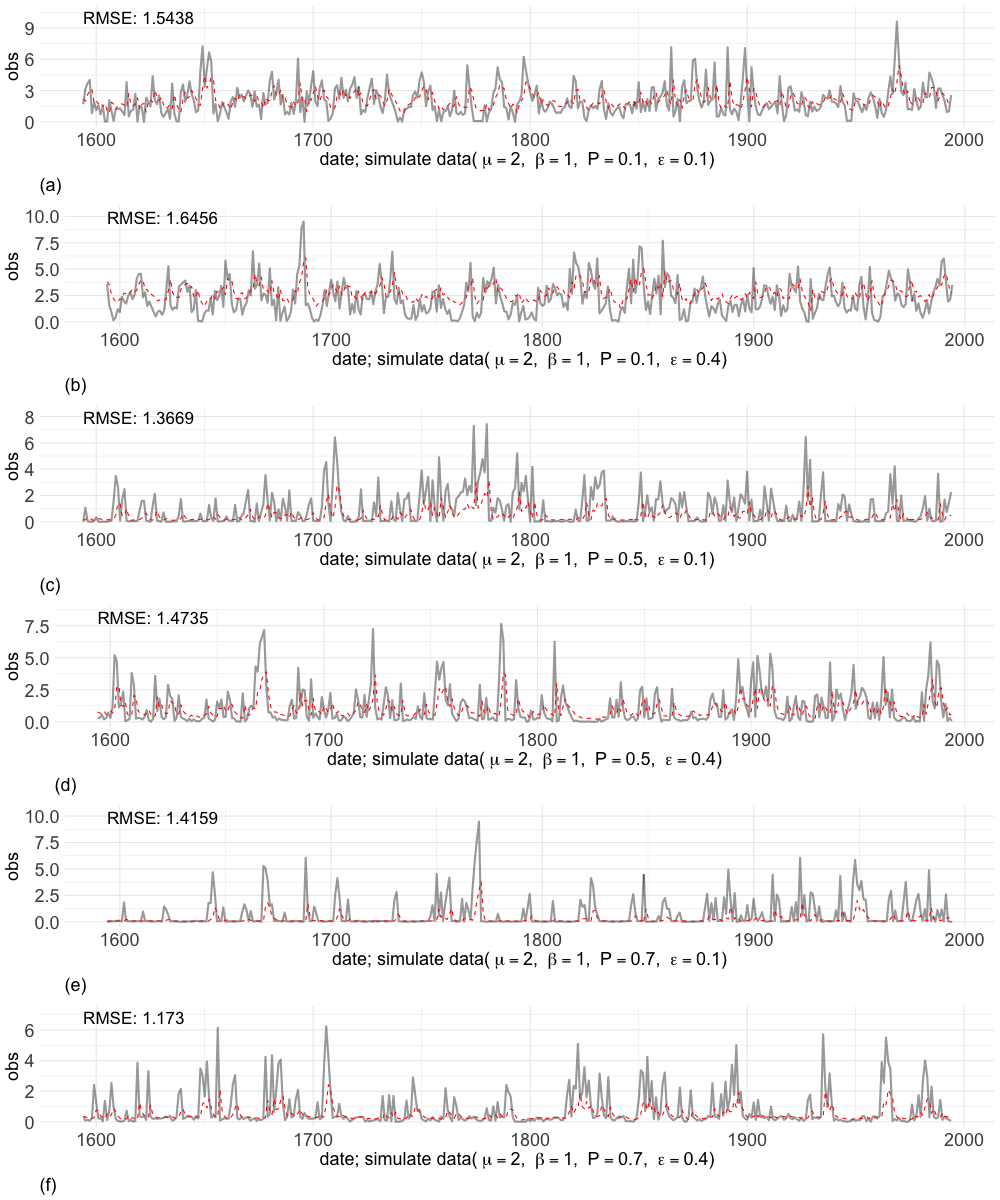 RMSE: 1.5438
9
6
3
0
obs
1600 1700 1800 1900 2000
date; simulate data( μ = 2, β = 1, P = 0.1, ε = 0.1)
(a)
RMSE: 1.6456
10.0
7.5
5.0
2.5
0.0
obs
1600 1700 1800 1900 2000
date; simulate data( μ = 2, β = 1, P = 0.1, ε = 0.4)
(b)
RMSE: 1.3669
8
6
4
2
0
obs
1600 1700 1800 1900 2000
date; simulate data( μ = 2, β = 1, P = 0.5, ε = 0.1)
(c)
RMSE: 1.4735
7.5
5.0
2.5
0.0
obs
1600 1700 1800 1900 2000
date; simulate data( μ = 2, β = 1, P = 0.5, ε = 0.4)
(d)
RMSE: 1.4159
10.0
7.5
5.0
2.5
0.0
obs
1600 1700 1800 1900 2000
date; simulate data( μ = 2, β = 1, P = 0.7, ε = 0.1)
(e)
RMSE: 1.173
6
4
2
0
obs
1600 1700 1800 1900 2000
date; simulate data( μ = 2, β = 1, P = 0.7, ε = 0.4)
(f)